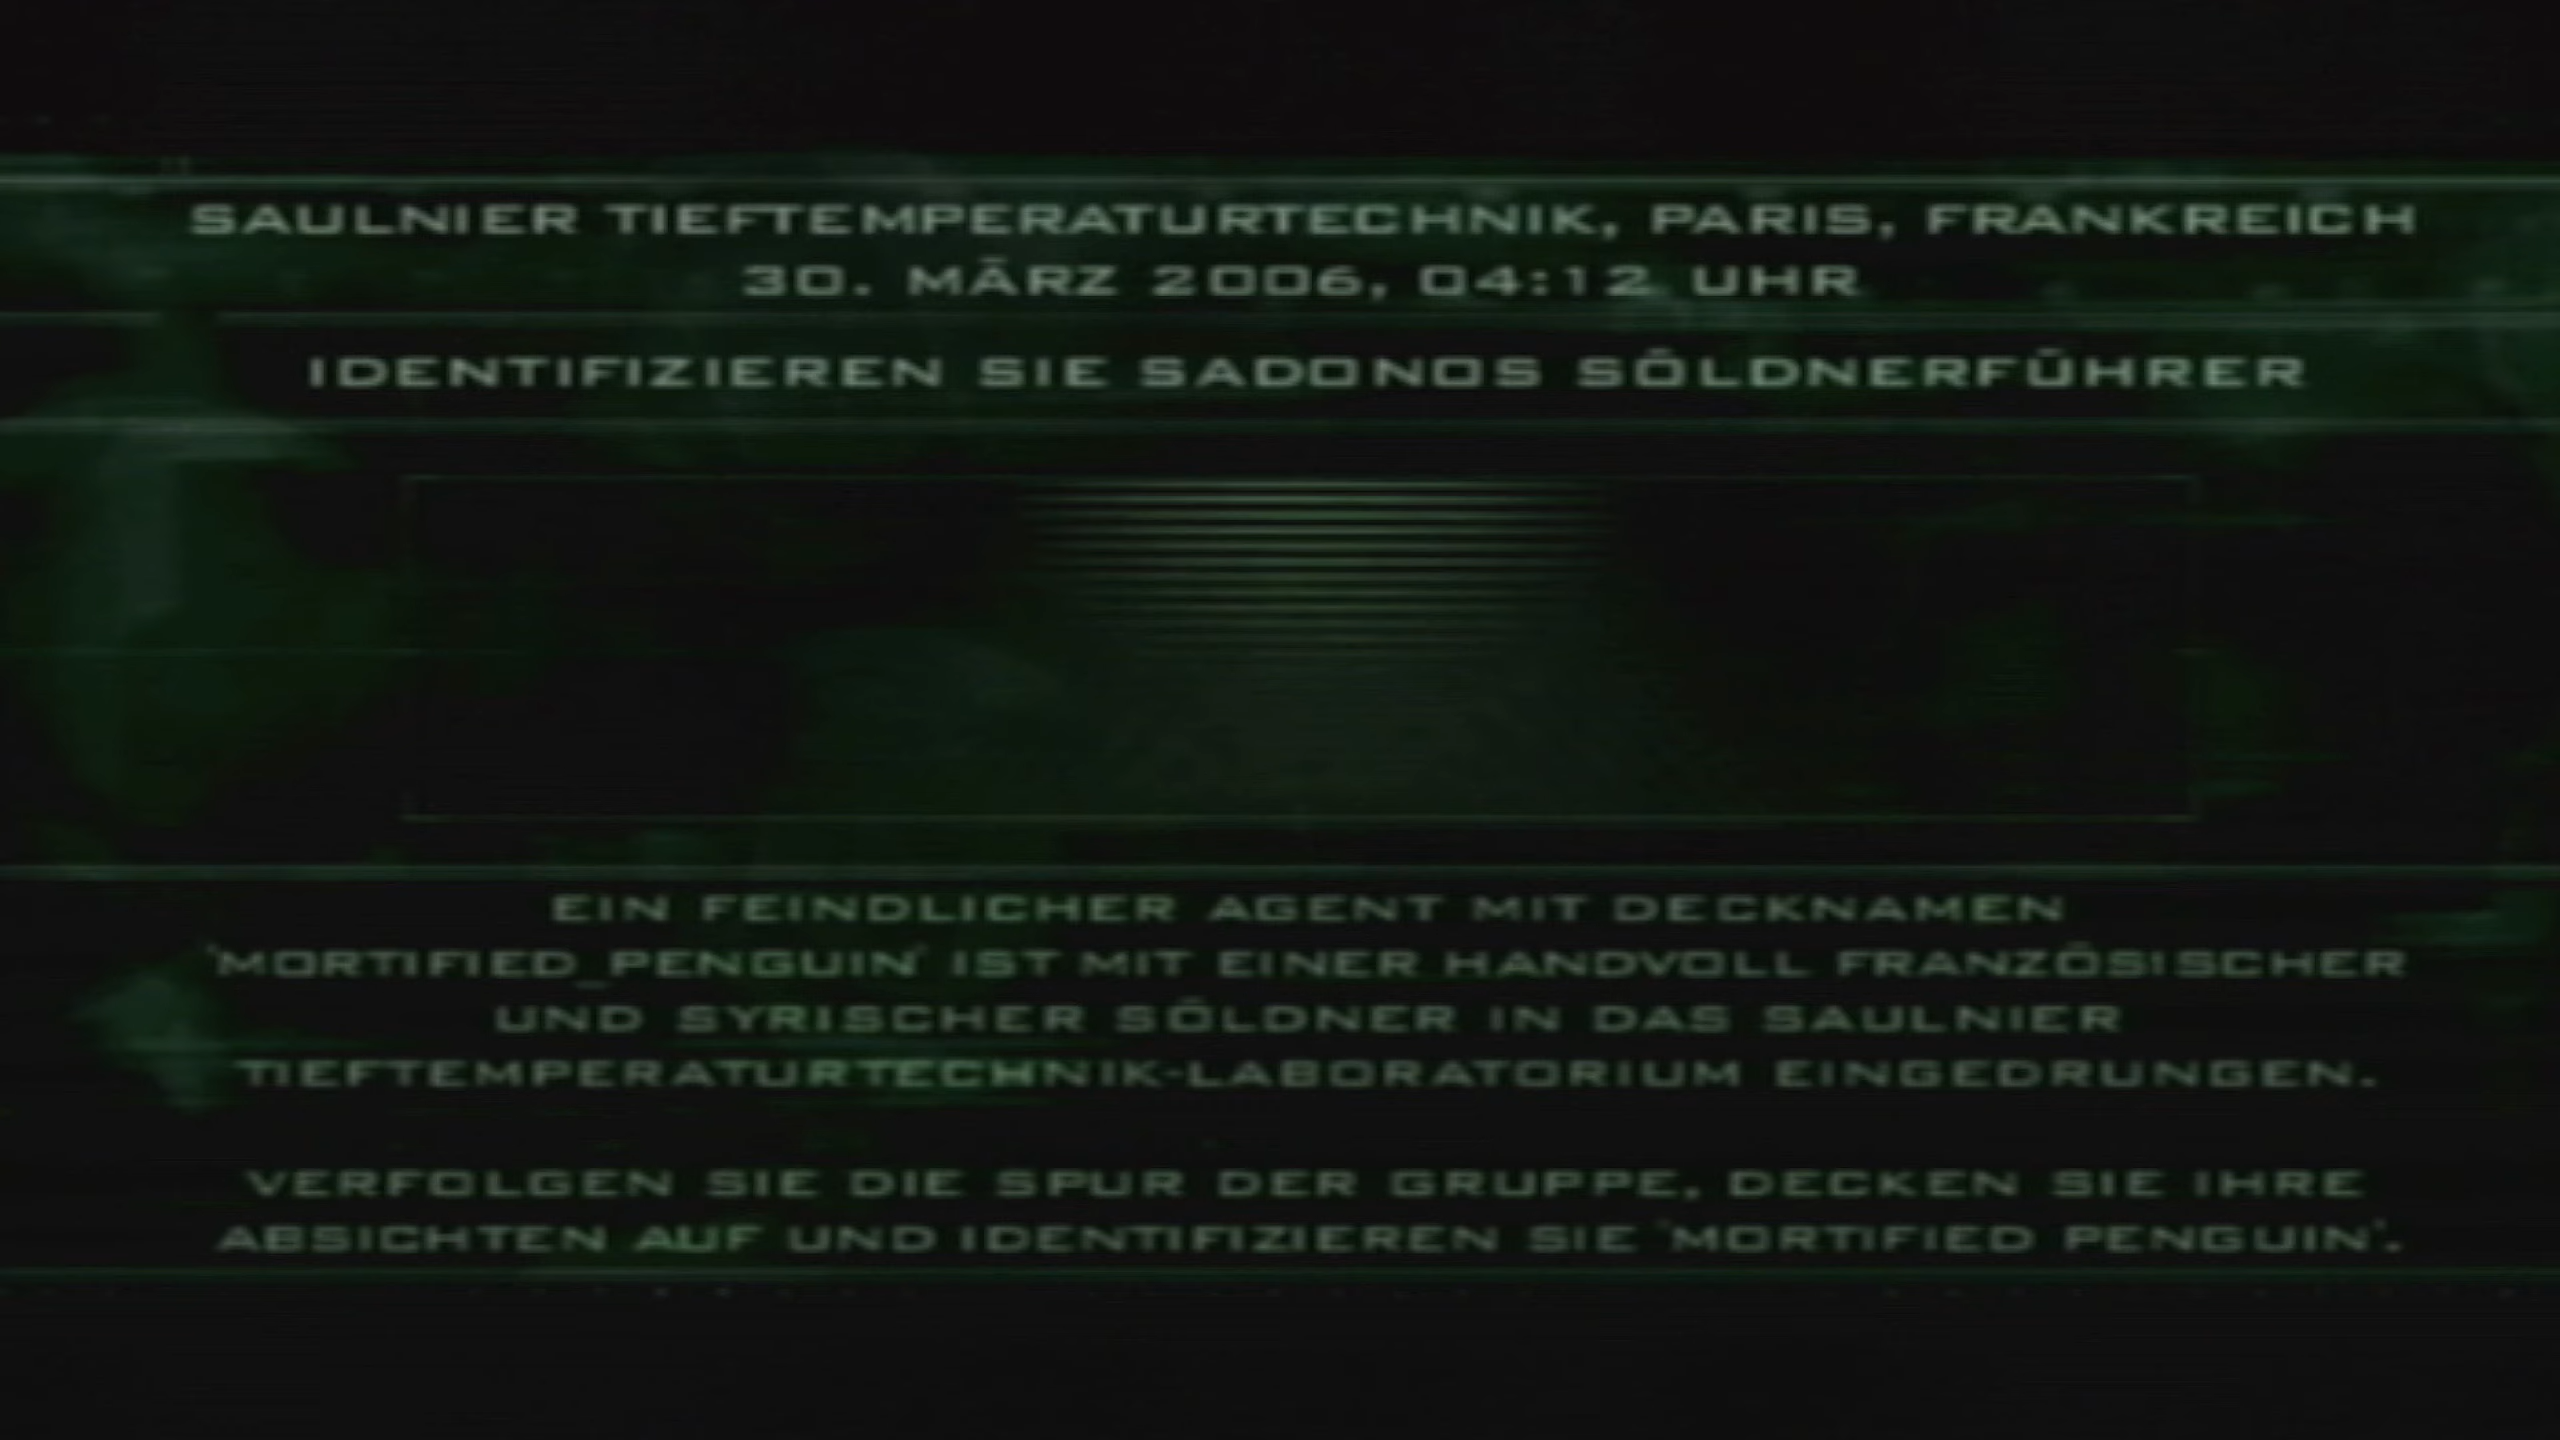 SAULNIER TIEFTEMPERATURTECHNIK, PARIS, FRANKREICH
30. MÄRZ 2006, 04:12 UHR
IDENTIFIZIEREN SIE SADONOS SÖLDNERFÜHRER
EIN FEINDLICHER AGENT MIT DECKNAMEN
'MORTIFIED_PENGUIN' IST MIT EINER HANDVOLL FRANZÖSISCHER
UND SYRISCHER SÖLDNER IN DAS SAULNIER
TIEFTEMPERATURTECHNIK-LABORATORIUM EINGEDRUNGEN.
VERFOLGEN SIE DIE SPUR DER GRUPPE, DECKEN SIE IHRE
ABSICHTEN AUF UND IDENTIFIZIEREN SIE 'MORTIFIED PENGUIN'.